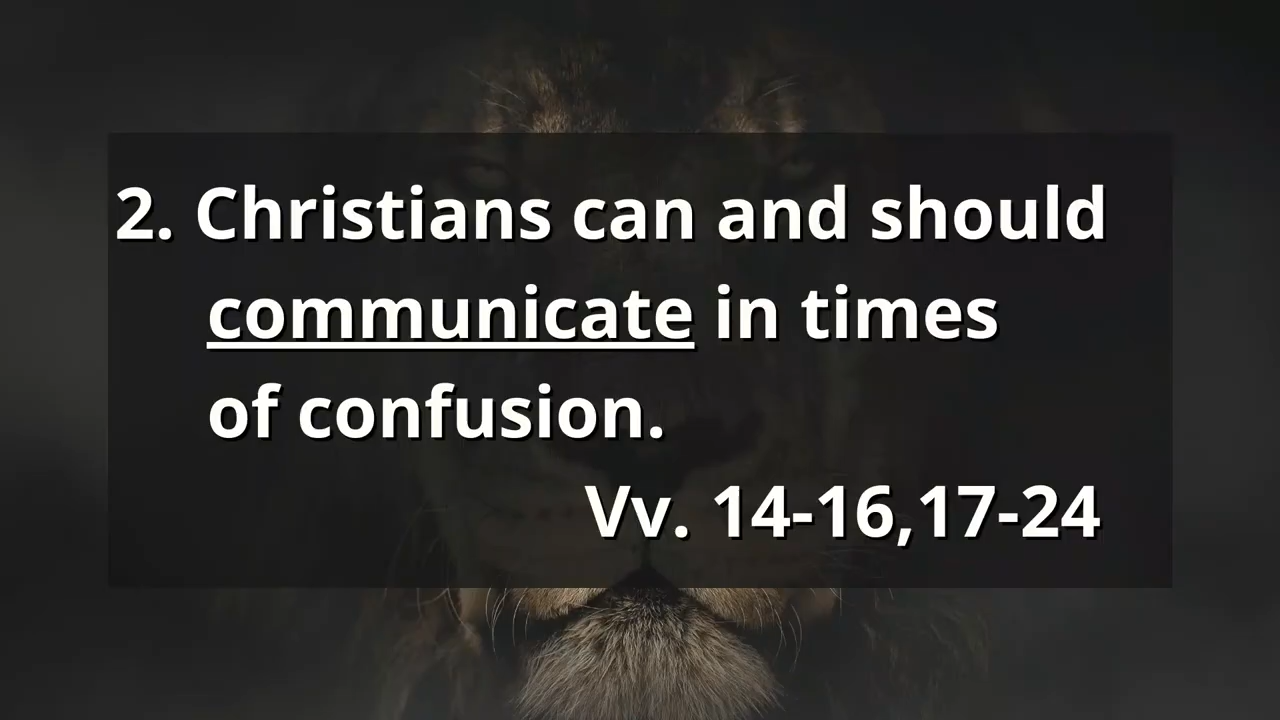 2. Christians can and should
communicate in times
of confusion.
Vv. 14-16,17-24